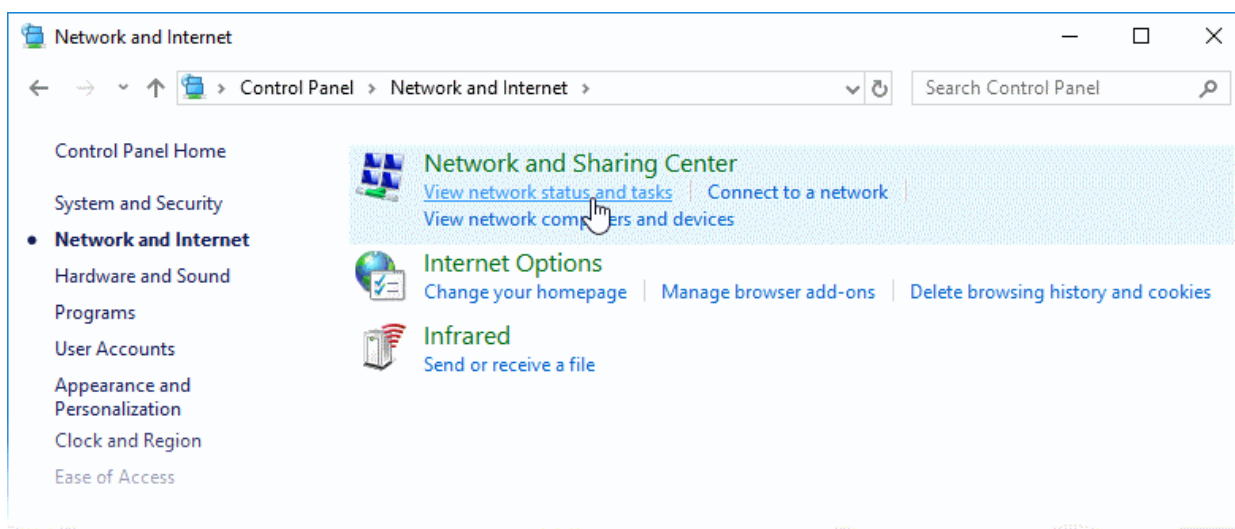 Network and Internet
Control Panel > Network and Internet >
Search Control Panel
Control Panel Home
System and Security
• Network and Internet
Hardware and Sound
Programs
User Accounts
Appearance and
Personalization
Clock and Region
Ease of Access
Network and Sharing Center
View network status and tasks | Connect to a network |
View network computers and devices
Internet Options
Change your homepage | Manage browser add-ons | Delete browsing history and cookies
Infrared
Send or receive a file